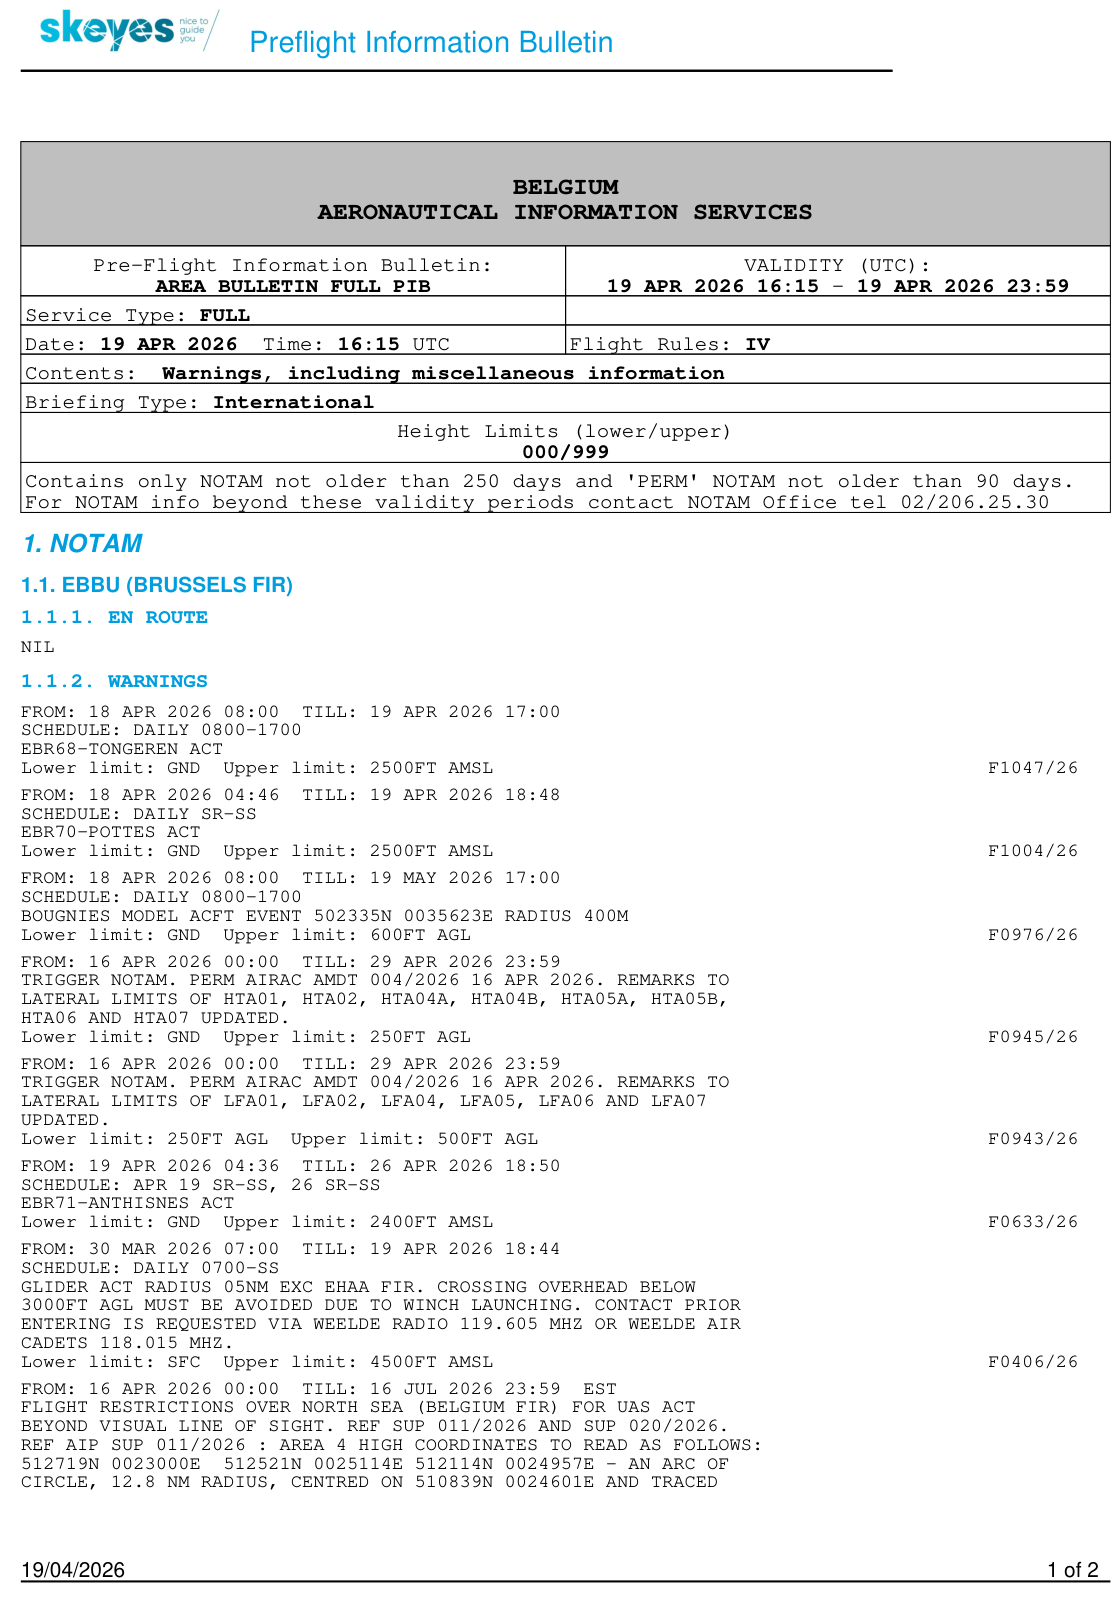 skeyes nice to guide you
Preflight Information Bulletin
BELGIUM
AERONAUTICAL INFORMATION SERVICES
Pre-Flight Information Bulletin:
AREA BULLETIN FULL PIB
VALIDITY (UTC):
19 APR 2026 16:15 - 19 APR 2026 23:59
Service Type: FULL
Date: 19 APR 2026  Time: 16:15 UTC
Flight Rules: IV
Contents:  Warnings, including miscellaneous information
Briefing Type: International
Height Limits (lower/upper)
000/999
Contains only NOTAM not older than 250 days and 'PERM' NOTAM not older than 90 days.
For NOTAM info beyond these validity periods contact NOTAM Office tel 02/206.25.30
1. NOTAM
1.1. EBBU (BRUSSELS FIR)
1.1.1. EN ROUTE
NIL
1.1.2. WARNINGS
FROM: 18 APR 2026 08:00  TILL: 19 APR 2026 17:00
SCHEDULE: DAILY 0800-1700
EBR68-TONGEREN ACT
Lower limit: GND  Upper limit: 2500FT AMSL F1047/26
FROM: 18 APR 2026 04:46  TILL: 19 APR 2026 18:48
SCHEDULE: DAILY SR-SS
EBR70-POTTES ACT
Lower limit: GND  Upper limit: 2500FT AMSL F1004/26
FROM: 18 APR 2026 08:00  TILL: 19 MAY 2026 17:00
SCHEDULE: DAILY 0800-1700
BOUGNIES MODEL ACFT EVENT 502335N 0035623E RADIUS 400M
Lower limit: GND  Upper limit: 600FT AGL F0976/26
FROM: 16 APR 2026 00:00  TILL: 29 APR 2026 23:59
TRIGGER NOTAM. PERM AIRAC AMDT 004/2026 16 APR 2026. REMARKS TO
LATERAL LIMITS OF HTA01, HTA02, HTA04A, HTA04B, HTA05A, HTA05B,
HTA06 AND HTA07 UPDATED.
Lower limit: GND  Upper limit: 250FT AGL F0945/26
FROM: 16 APR 2026 00:00  TILL: 29 APR 2026 23:59
TRIGGER NOTAM. PERM AIRAC AMDT 004/2026 16 APR 2026. REMARKS TO
LATERAL LIMITS OF LFA01, LFA02, LFA04, LFA05, LFA06 AND LFA07
UPDATED.
Lower limit: 250FT AGL  Upper limit: 500FT AGL F0943/26
FROM: 19 APR 2026 04:36  TILL: 26 APR 2026 18:50
SCHEDULE: APR 19 SR-SS, 26 SR-SS
EBR71-ANTHISNES ACT
Lower limit: GND  Upper limit: 2400FT AMSL F0633/26
FROM: 30 MAR 2026 07:00  TILL: 19 APR 2026 18:44
SCHEDULE: DAILY 0700-SS
GLIDER ACT RADIUS 05NM EXC EHAA FIR. CROSSING OVERHEAD BELOW
3000FT AGL MUST BE AVOIDED DUE TO WINCH LAUNCHING. CONTACT PRIOR
ENTERING IS REQUESTED VIA WEELDE RADIO 119.605 MHZ OR WEELDE AIR
CADETS 118.015 MHZ.
Lower limit: SFC  Upper limit: 4500FT AMSL F0406/26
FROM: 16 APR 2026 00:00  TILL: 16 JUL 2026 23:59  EST
FLIGHT RESTRICTIONS OVER NORTH SEA (BELGIUM FIR) FOR UAS ACT
BEYOND VISUAL LINE OF SIGHT. REF SUP 011/2026 AND SUP 020/2026.
REF AIP SUP 011/2026 : AREA 4 HIGH COORDINATES TO READ AS FOLLOWS:
512719N 0023000E  512521N 0025114E 512114N 0024957E - AN ARC OF
CIRCLE, 12.8 NM RADIUS, CENTRED ON 510839N 0024601E AND TRACED
19/04/2026
1 of 2